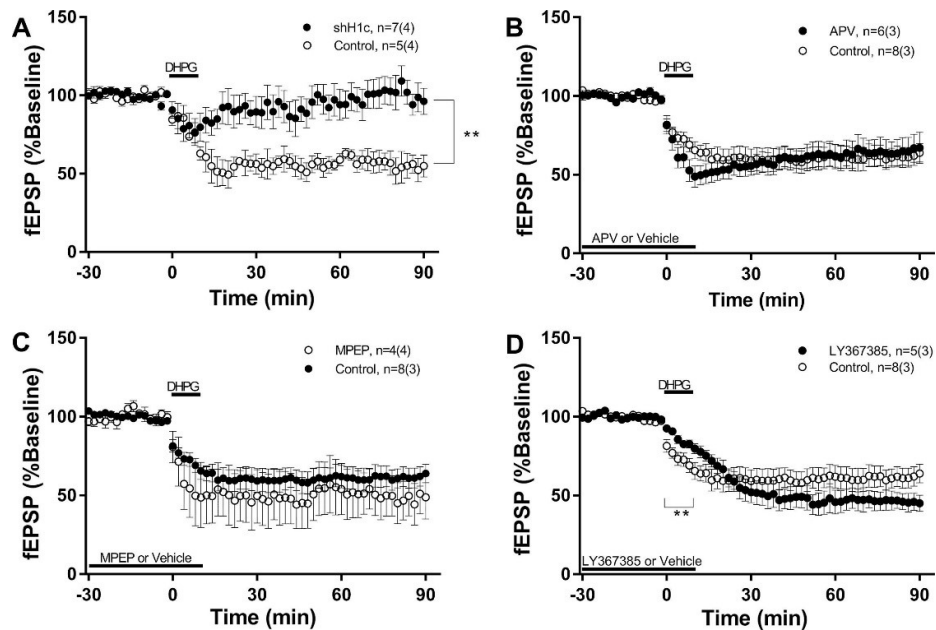 A
shH1c, n=7(4)
Control, n=5(4)
DHPG
**
150
100
50
0
-30 0 30 60 90
fEPSP (%Baseline)
Time (min)
B
APV, n=6(3)
Control, n=8(3)
DHPG
150
100
50
0
APV or Vehicle
-30 0 30 60 90
fEPSP (%Baseline)
Time (min)
C
MPEP, n=4(4)
Control, n=8(3)
DHPG
150
100
50
0
MPEP or Vehicle
-30 0 30 60 90
fEPSP (%Baseline)
Time (min)
D
LY367385, n=5(3)
Control, n=8(3)
DHPG
**
150
100
50
0
LY367385 or Vehicle
-30 0 30 60 90
fEPSP (%Baseline)
Time (min)